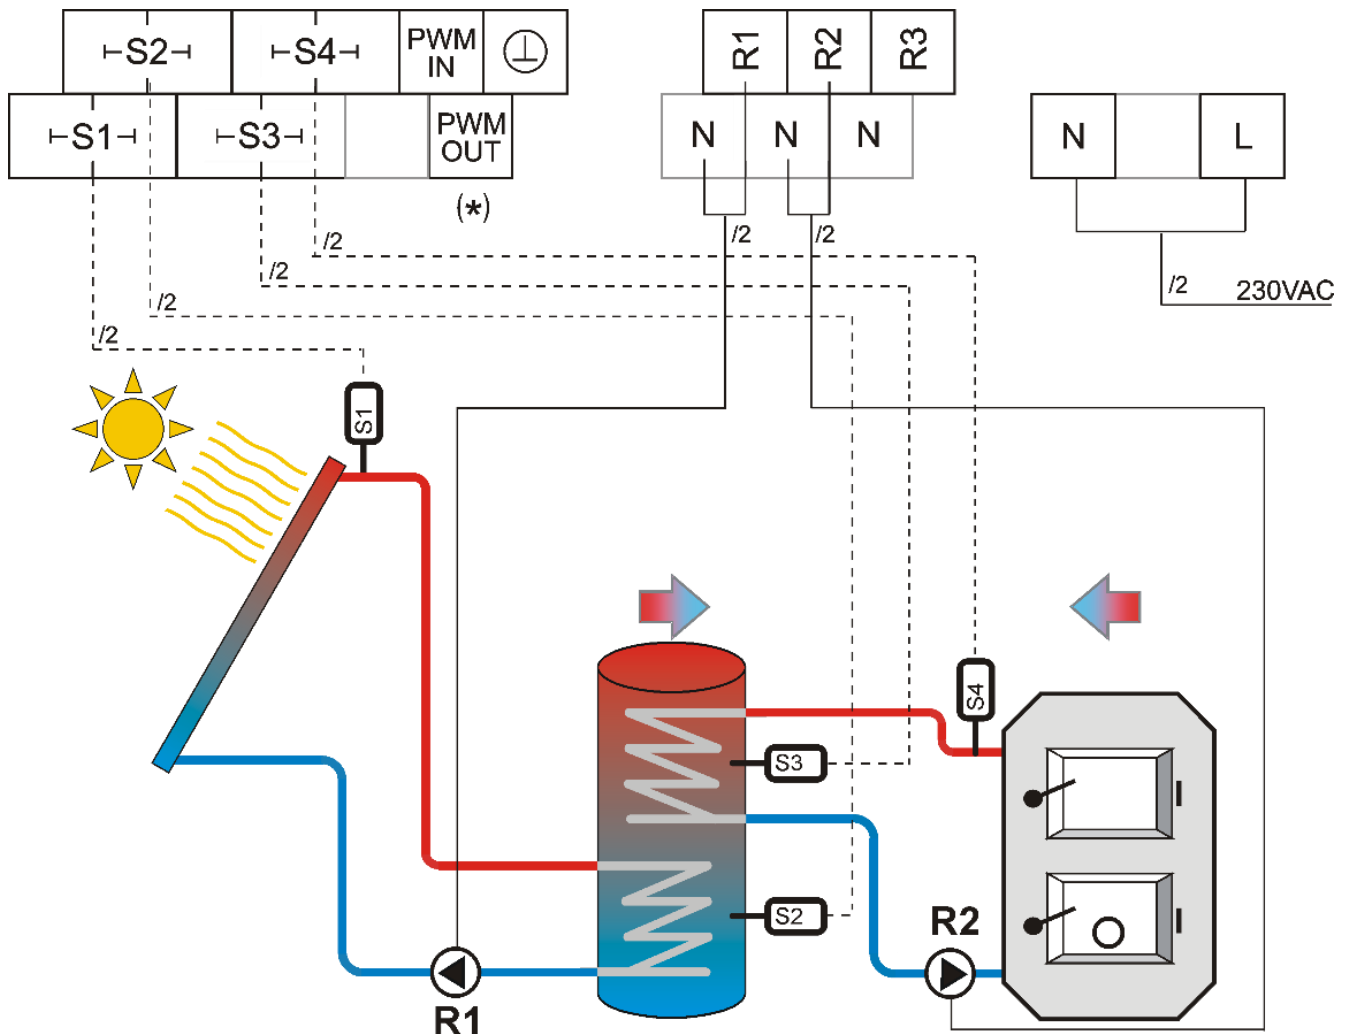 S2 S4 PWM IN
R1 R2 R3
S1 S3 PWM OUT
N N N
N L
(*)
/2 /2 /2
/2
/2 230VAC
/2
/2
S1
S4
S3
S2
R2
R1